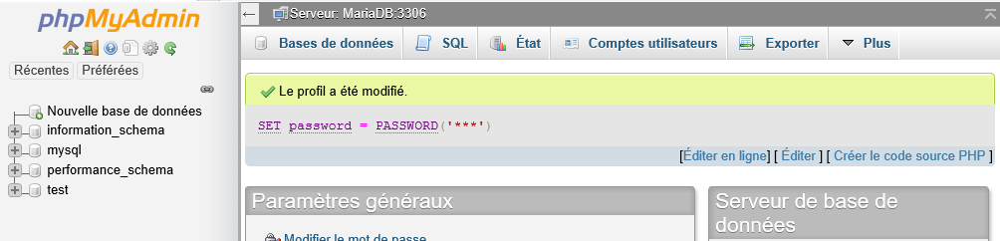 phpMyAdmin
Récentes Préférées
Nouvelle base de données
information_schema
mysql
performance_schema
test
Serveur: MariaDB:3306
Bases de données SQL État Comptes utilisateurs Exporter Plus
Le profil a été modifié.
SET password = PASSWORD('***')
[Éditer en ligne] [ Éditer ] [ Créer le code source PHP ]
Paramètres généraux
Modifier le mot de passe
Serveur de base de
données